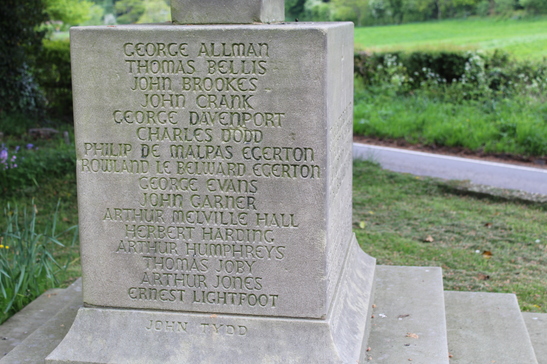 GEORGE ALLMAN
THOMAS BELLIS
JOHN BROOKES
JOHN CRANK
GEORGE DAVENPORT
CHARLES DODD
PHILIP DE MALPAS EGERTON
ROWLAND LE BELWARD EGERTON
GEORGE EVANS
JOHN GARNER
ARTHUR MELVILLE HALL
HERBERT HARDING
ARTHUR HUMPHREYS
THOMAS JOBY
ARTHUR JONES
ERNEST LIGHTFOOT
JOHN TYDD